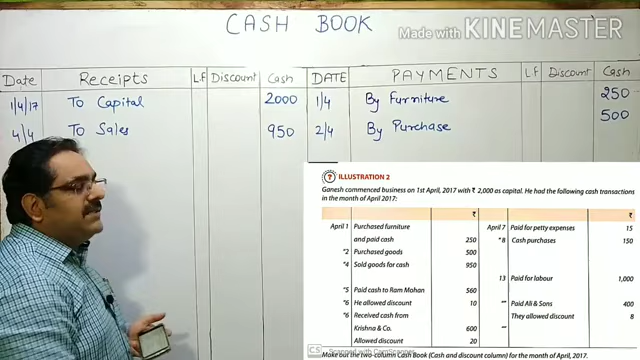 CASH BOOK
Made with KINEMASTER
Date Receipts L.F Discount Cash DATE PAYMENTS L.F Discount Cash
1/4/17 To Capital 2000 1/4 By Furniture 250
4/4 To Sales 950 2/4 By Purchase 500
? ILLUSTRATION 2
Ganesh commenced business on 1st April, 2017 with ₹ 2,000 as capital. He had the following cash transactions
in the month of April 2017:
₹ ₹
April 1 Purchased furniture April 7 Paid for petty expenses 15
and paid cash 250 "8 Cash purchases 150
"2 Purchased goods 500
"4 Sold goods for cash 950 13 Paid for labour 1,000
"5 Paid cash to Ram Mohan 560
"6 He allowed discount 10 " Paid Ali & Sons 400
"6 Received cash from They allowed discount 8
Krishna & Co. 600 "
Allowed discount 20
CS Scanned with CamScanner
Make out the two-column Cash Book (Cash and discount column) for the month of April 2017.